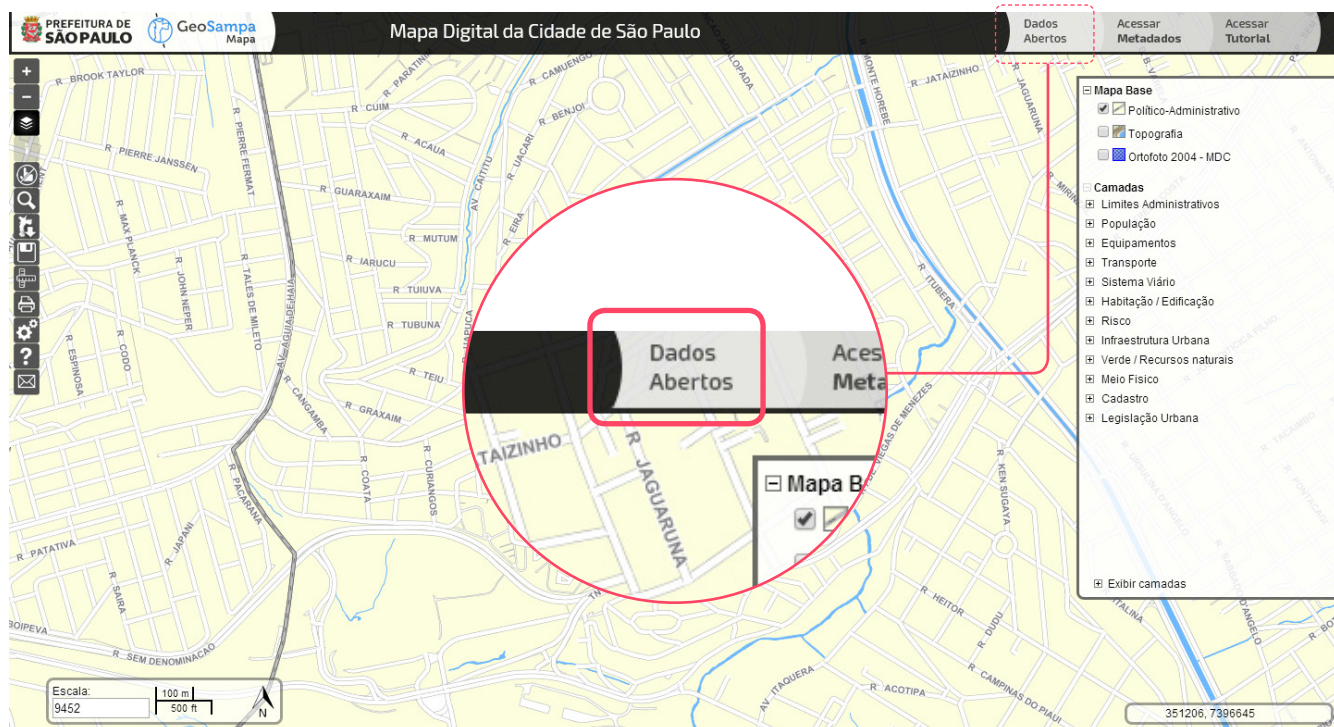 PREFEITURA DE
SÃO PAULO
GeoSampa
Mapa
Mapa Digital da Cidade de São Paulo
Dados
Abertos
Acessar
Metadados
Acessar
Tutorial
Mapa Base
Político-Administrativo
Topografia
Ortofoto 2004 - MDC
Camadas
Limites Administrativos
População
Equipamentos
Transporte
Sistema Viário
Habitação / Edificação
Risco
Infraestrutura Urbana
Verde / Recursos naturais
Meio Fisico
Cadastro
Legislação Urbana
Exibir camadas
R BROOK TAYLOR
R PIERRE JANSSEN
R PIERRE FERMAT
R MAX PLANCK
R JOHN NEPER
R TALES DE MILETO
AV AGUIA DE HAIA
R ESPINOSA
R CODO
R CUIM
R ACAUA
R GUARAXAIM
R MUTUM
R IARUCU
R TUIUVA
R TUBUNA
R TEIU
R GRAXAIM
R CANGAMBA
R COATA
R CURIANGOS
R PACARANA
R JAPANI
R PATATIVA
R SAIRA
BOIPEVA
R SEM DENOMINACAO
AV CAITITU
R UACARI
R BENJOI
R CAMUENGO
R EIRA
R MONTE HOREBE
R JATAIZINHO
R JAGUARUNA
R ITUBERA
R KEN SUGAYA
R HEITOR
R DUDU
R ACOTIPA
R CAMPINAS DO PIAUI
AV ITAQUERA
Dados
Abertos
Aces
Meta
TAIZINHO
R JAGUARUNA
Mapa B
Escala:
9452
100 m
500 ft
N
351206, 7396645